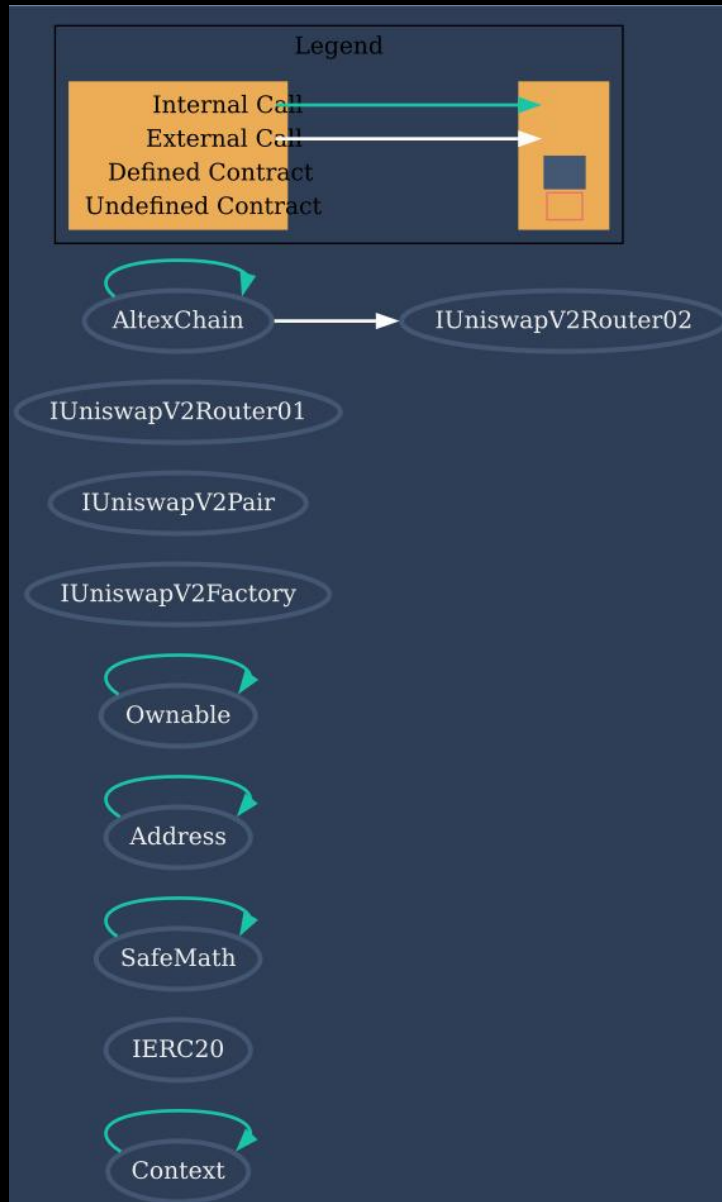 Legend
Internal Call
External Call
Defined Contract
Undefined Contract
AltexChain
IUniswapV2Router02
IUniswapV2Router01
IUniswapV2Pair
IUniswapV2Factory
Ownable
Address
SafeMath
IERC20
Context